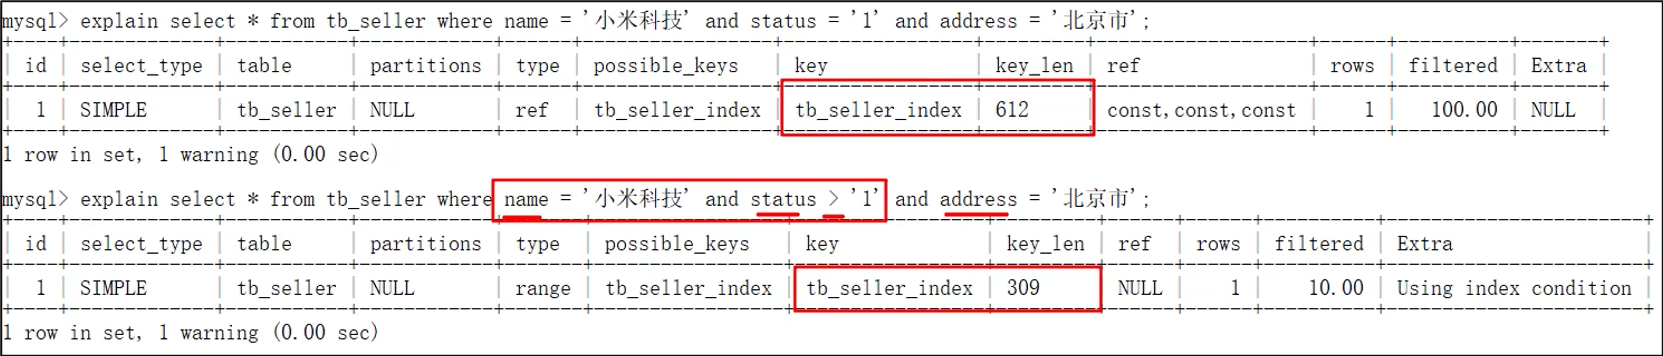 mysql> explain select * from tb_seller where name = '小米科技' and status = '1' and address = '北京市';
| id | select_type | table | partitions | type | possible_keys | key | key_len | ref | rows | filtered | Extra |
| 1 | SIMPLE | tb_seller | NULL | ref | tb_seller_index | tb_seller_index | 612 | const,const,const | 1 | 100.00 | NULL |
1 row in set, 1 warning (0.00 sec)
mysql> explain select * from tb_seller where name = '小米科技' and status > '1' and address = '北京市';
| id | select_type | table | partitions | type | possible_keys | key | key_len | ref | rows | filtered | Extra |
| 1 | SIMPLE | tb_seller | NULL | range | tb_seller_index | tb_seller_index | 309 | NULL | 1 | 10.00 | Using index condition |
1 row in set, 1 warning (0.00 sec)